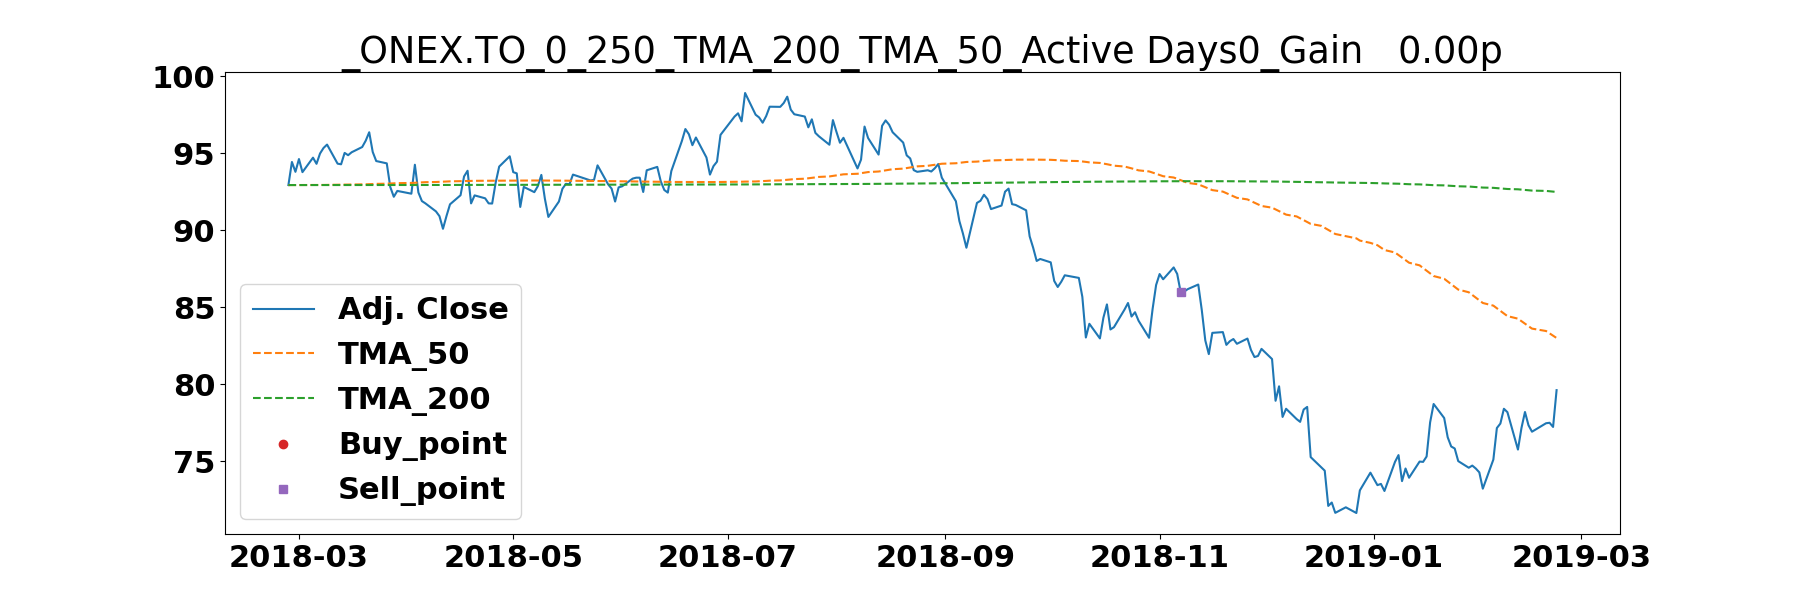 _ONEX.TO_0_250_TMA_200_TMA_50_Active Days0_Gain   0.00p
100
95
90
85
80
75
Adj. Close
TMA_50
TMA_200
Buy_point
Sell_point
2018-03 2018-05 2018-07 2018-09 2018-11 2019-01 2019-03